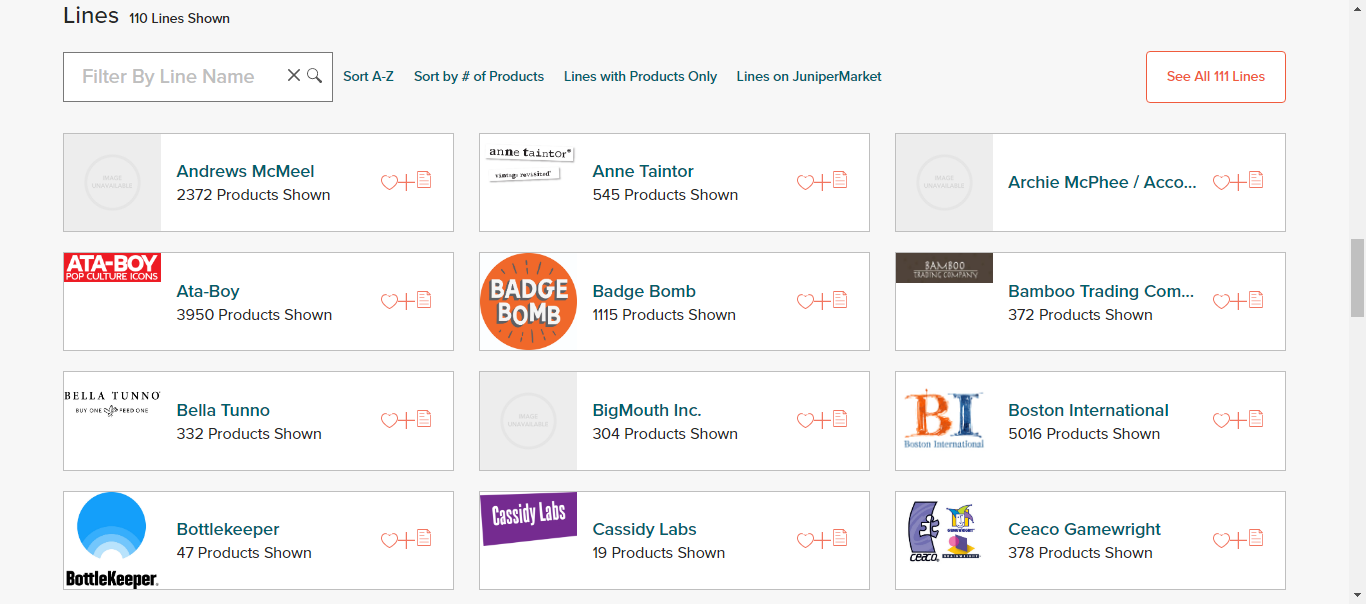 Lines 110 Lines Shown
Filter By Line Name
Sort A-Z Sort by # of Products Lines with Products Only Lines on JuniperMarket
See All 111 Lines
IMAGE
UNAVAILABLE
Andrews McMeel
2372 Products Shown
anne taintor®
vintage revisited
Anne Taintor
545 Products Shown
IMAGE
UNAVAILABLE
Archie McPhee / Acco...
ATA-BOY
POP CULTURE ICONS
Ata-Boy
3950 Products Shown
BADGE
BOMB
Badge Bomb
1115 Products Shown
BAMBOO
TRADING COMPANY
Bamboo Trading Com...
372 Products Shown
BELLA TUNNO
BUY ONE FEED ONE
Bella Tunno
332 Products Shown
IMAGE
UNAVAILABLE
BigMouth Inc.
304 Products Shown
BI
Boston International
Boston International
5016 Products Shown
BottleKeeper
Bottlekeeper
47 Products Shown
Cassidy Labs
Cassidy Labs
19 Products Shown
ceaco
GAMEWRIGHT
BRAINWRIGHT
Ceaco Gamewright
378 Products Shown